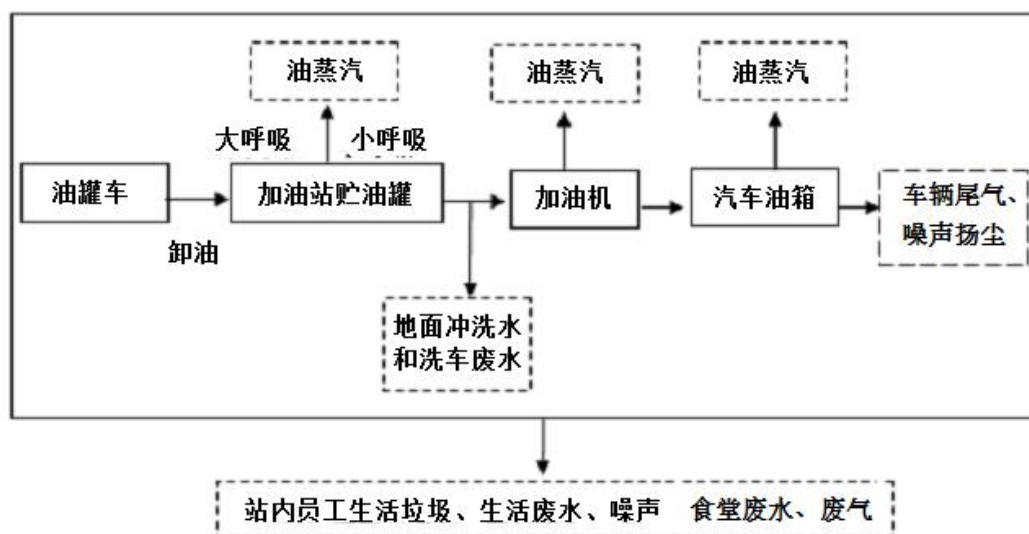 油蒸汽
油蒸汽
油蒸汽
大呼吸
小呼吸
油罐车
加油站贮油罐
加油机
汽车油箱
车辆尾气、
噪声扬尘
卸油
地面冲洗水
和洗车废水
站内员工生活垃圾、生活废水、噪声 食堂废水、废气